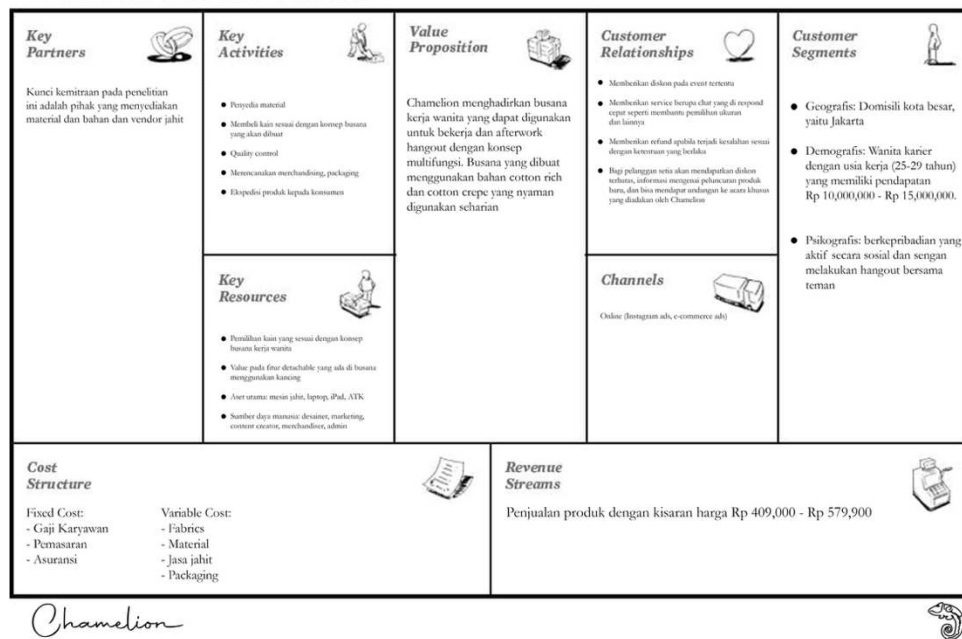 Key
Partners
Kunci kemitraan pada penelitian
ini adalah pihak yang menyediakan
material dan bahan dan vendor jahit
Key
Activities
● Penyedia material
● Membeli kain sesuai dengan konsep busana
yang akan dibuat
● Quality control
● Merencanakan merchandising, packaging
● Ekspedisi produk kepada konsumen
Key
Resources
● Pemilihan kain yang sesuai dengan konsep
busana kerja wanita
● Value pada fitur detachable yang ada di busana
menggunakan kancing
● Aset utama: mesin jahit, laptop, iPad, ATK
● Sumber daya manusia: desainer, marketing,
content creator, merchandiser, admin
Value
Proposition
Chamelion menghadirkan busana
kerja wanita yang dapat digunakan
untuk bekerja dan afterwork
hangout dengan konsep
multifungsi. Busana yang dibuat
menggunakan bahan cotton rich
dan cotton crepe yang nyaman
digunakan seharian
Customer
Relationships
● Memberikan diskon pada event tertentu
● Memberikan service berupa chat yang di respond
cepat seperti membantu pemilihan ukuran
dan lainnya
● Memberikan refund apabila terjadi kesalahan sesuai
dengan ketentuan yang berlaku
● Bagi pelanggan setia akan mendapatkan diskon
terbatas, informasi mengenai peluncuran produk
baru, dan bisa mendapat undangan ke acara khusus
yang diadakan oleh Chamelion
Channels
Online (Instagram ads, e-commerce ads)
Customer
Segments
● Geografis: Domisili kota besar,
yaitu Jakarta
● Demografis: Wanita karier
dengan usia kerja (25-29 tahun)
yang memiliki pendapatan
Rp 10,000,000 - Rp 15,000,000.
● Psikografis: berkepribadian yang
aktif secara sosial dan sengan
melakukan hangout bersama
teman
Cost
Structure
Fixed Cost:
- Gaji Karyawan
- Pemasaran
- Asuransi
Variable Cost:
- Fabrics
- Material
- Jasa jahit
- Packaging
Revenue
Streams
Penjualan produk dengan kisaran harga Rp 409,000 - Rp 579,900
Chamelion